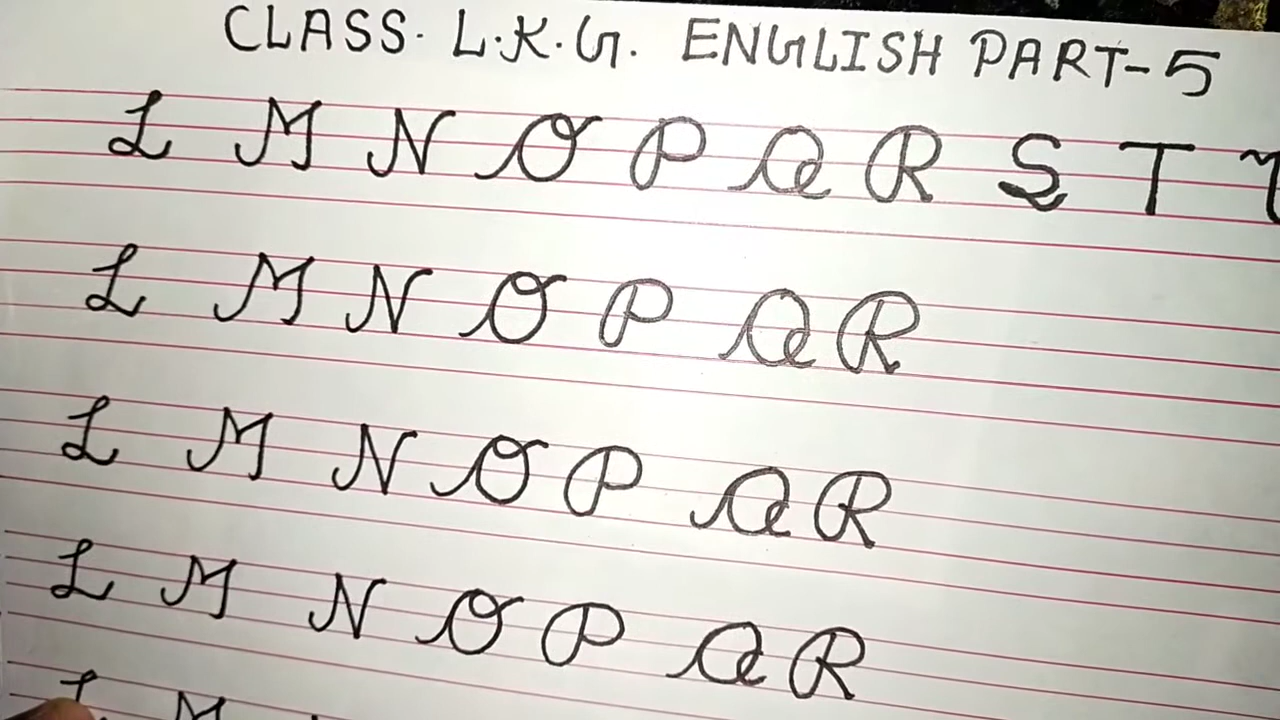 CLASS. L.K.G. ENGLISH PART-5
L M N O P Q R S T
L M N O P Q R
L M N O P Q R
L M N O P Q R
L M